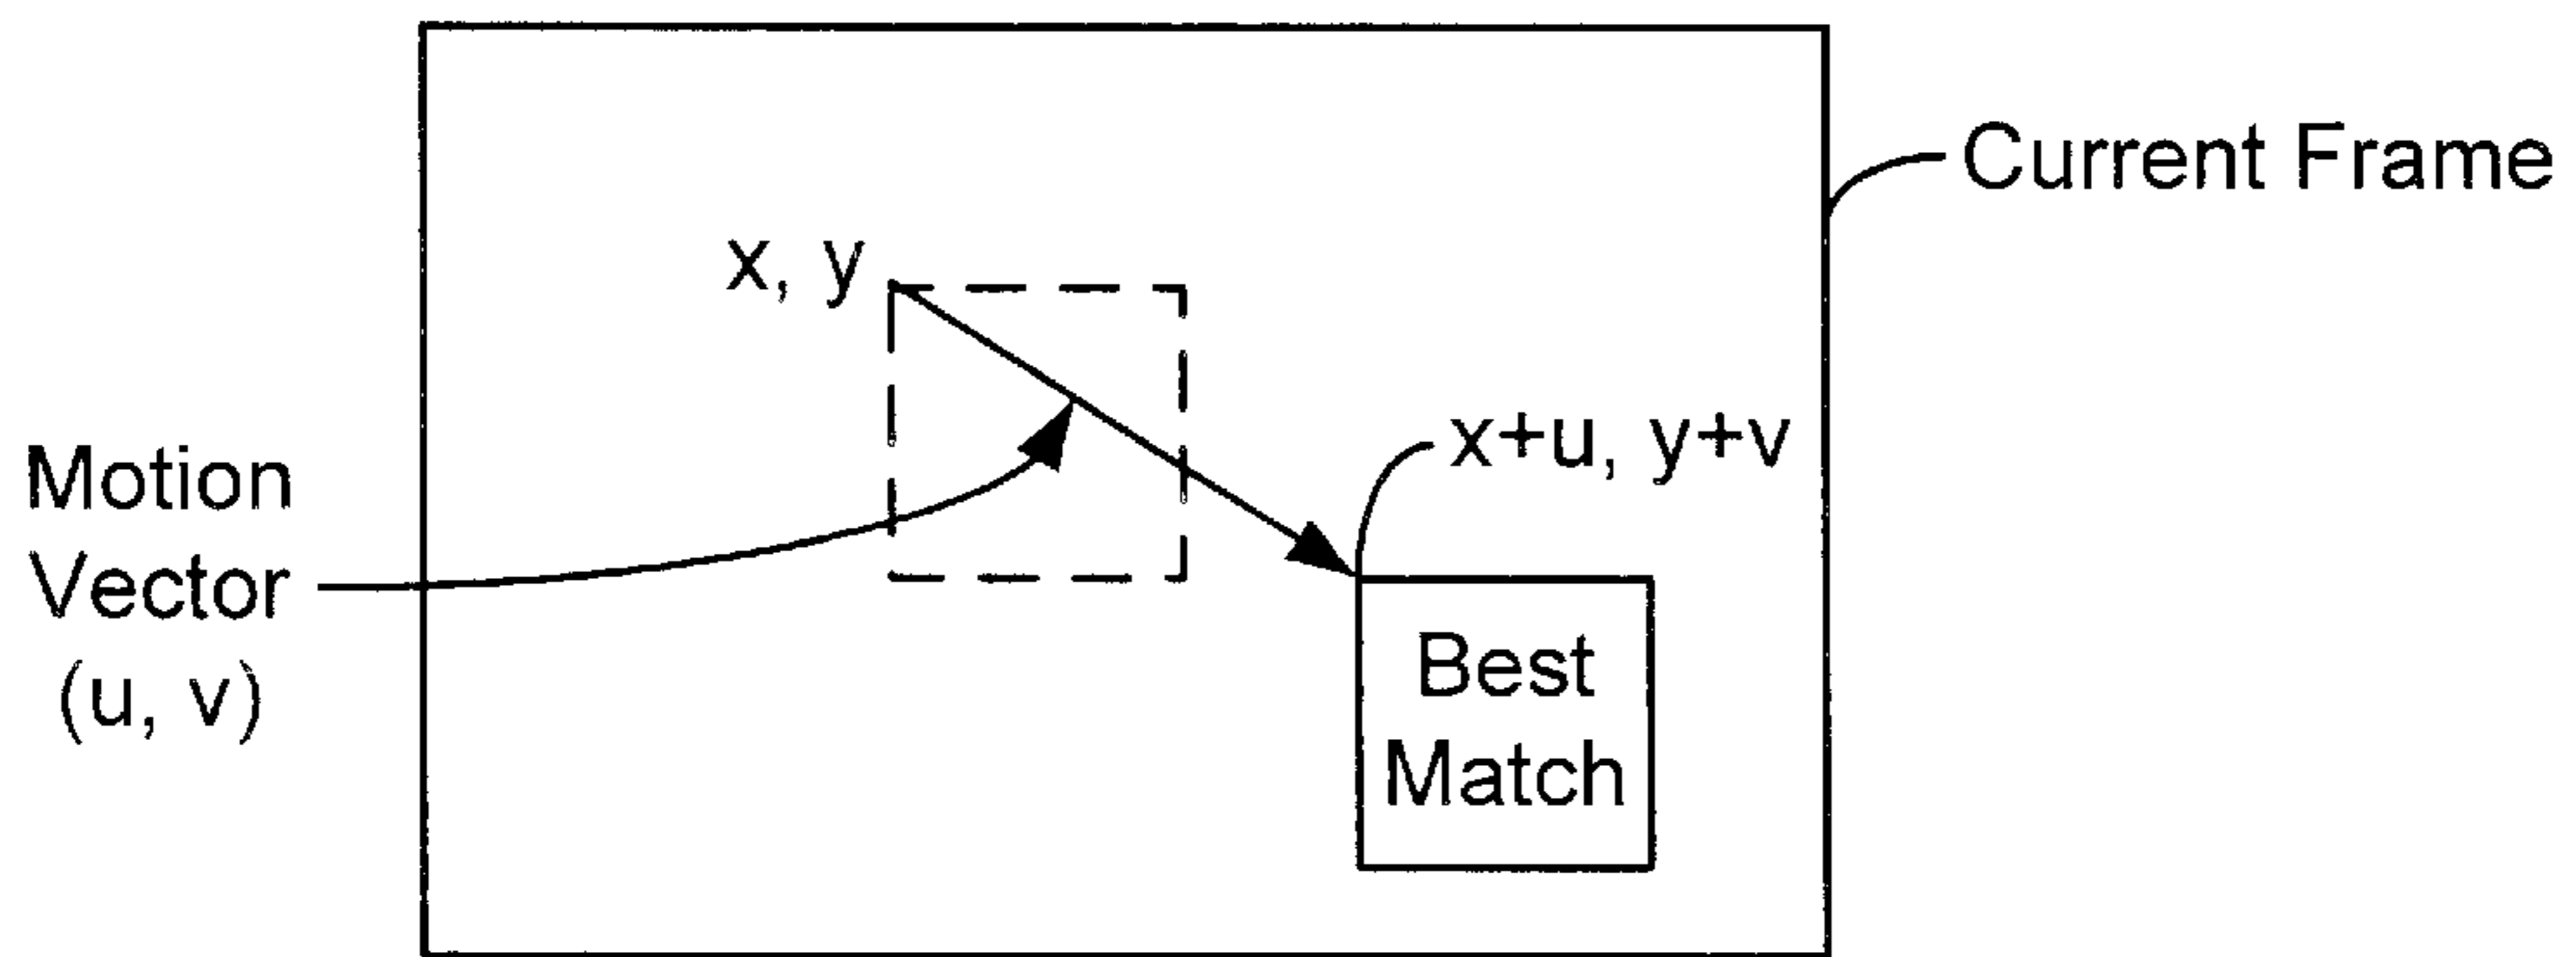 Current Frame
x, y
x+u, y+v
Motion
Vector
(u, v)
Best
Match